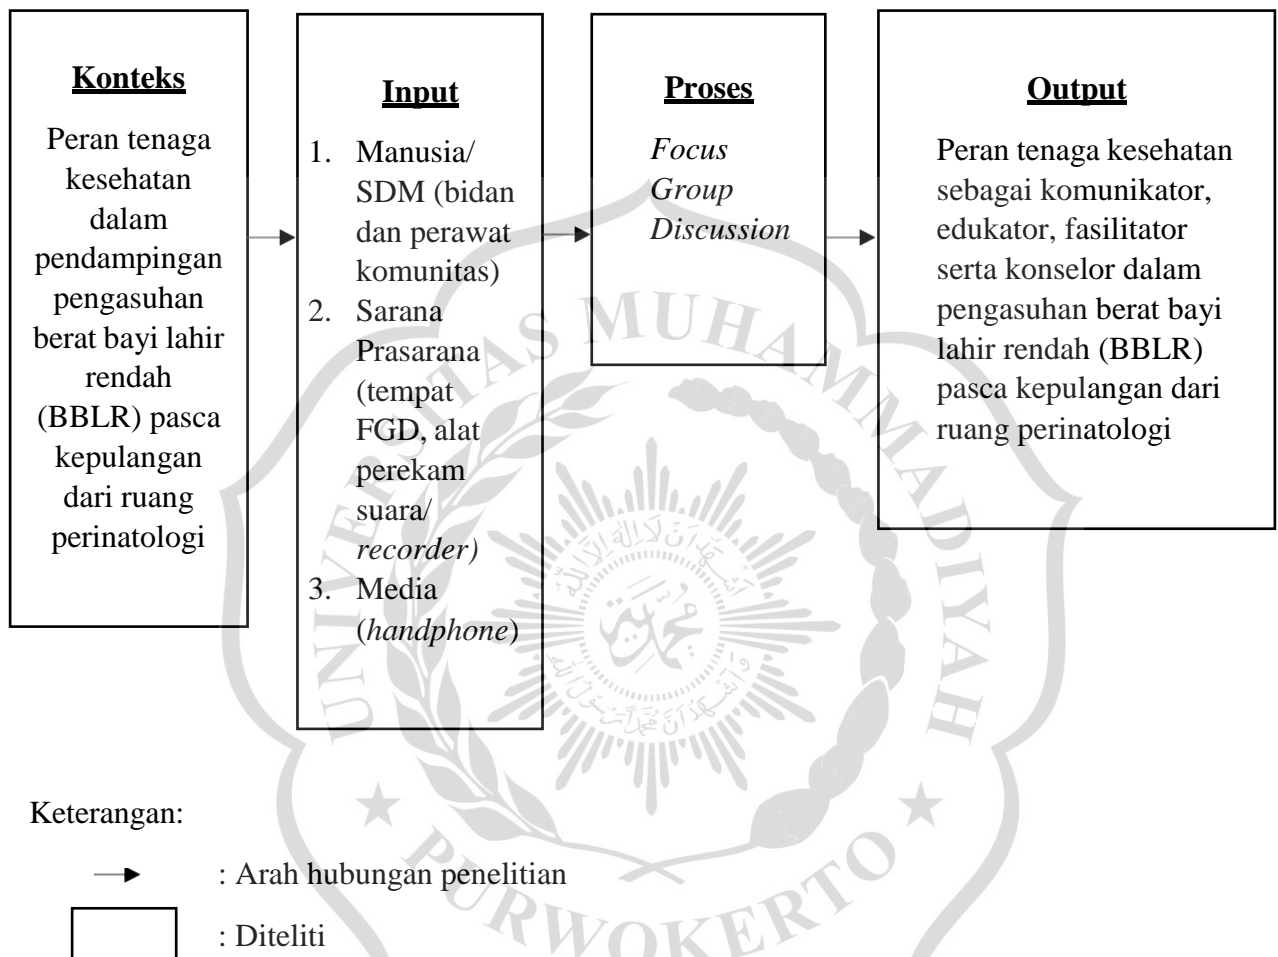 Konteks
Peran tenaga
kesehatan
dalam
pendampingan
pengasuhan
berat bayi lahir
rendah
(BBLR) pasca
kepulangan
dari ruang
perinatologi
Input
1. Manusia/
SDM (bidan
dan perawat
komunitas)
2. Sarana
Prasarana
(tempat
FGD, alat
perekam
suara/
recorder)
3. Media
(handphone)
Proses
Focus
Group
Discussion
Output
Peran tenaga kesehatan
sebagai komunikator,
edukator, fasilitator
serta konselor dalam
pengasuhan berat bayi
lahir rendah (BBLR)
pasca kepulangan dari
ruang perinatologi
Keterangan:
: Arah hubungan penelitian
: Diteliti
UNIVERSITAS MUHAMMADIYAH
PURWOKERTO